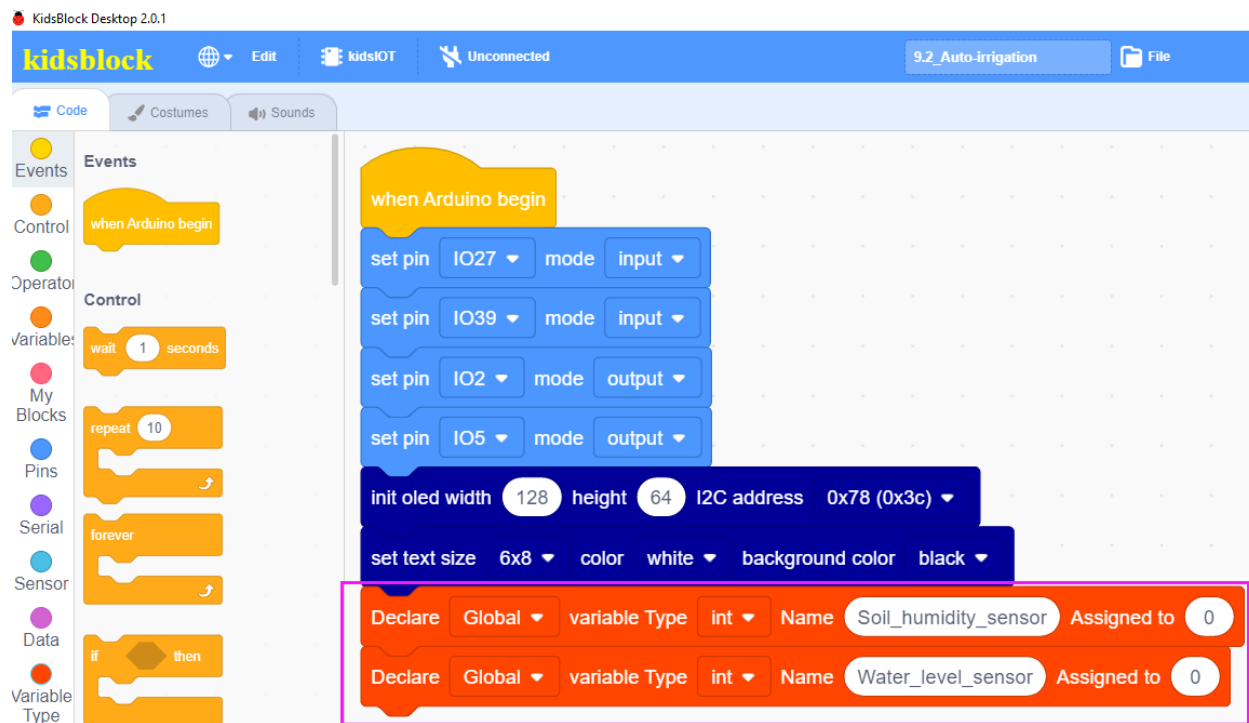 KidsBlock Desktop 2.0.1
kidsblock Edit kidsIOT Unconnected 9.2_Auto-irrigation File
Code Costumes Sounds
Events
Control
Operator
Variables
My
Blocks
Pins
Serial
Sensor
Data
Variable
Type
Events
when Arduino begin
Control
wait 1 seconds
repeat 10
forever
if then
when Arduino begin
set pin IO27 mode input
set pin IO39 mode input
set pin IO2 mode output
set pin IO5 mode output
init oled width 128 height 64 I2C address 0x78 (0x3c)
set text size 6x8 color white background color black
Declare Global variable Type int Name Soil_humidity_sensor Assigned to 0
Declare Global variable Type int Name Water_level_sensor Assigned to 0